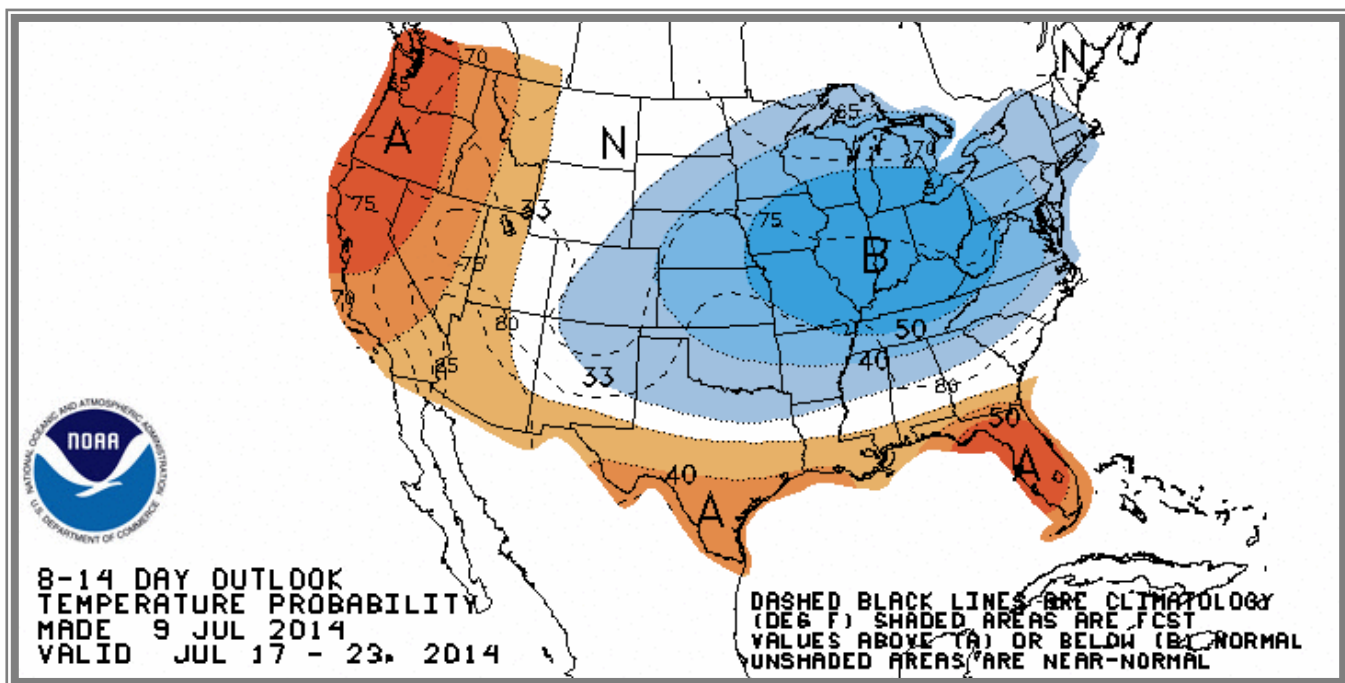 N
70
65
A
N
65
70
75
33
75
75
B
70
80
50
85
40
33
80
50
40
A
A
NOAA
NATIONAL OCEANIC AND ATMOSPHERIC ADMINISTRATION
U.S. DEPARTMENT OF COMMERCE
8-14 DAY OUTLOOK
TEMPERATURE PROBABILITY
MADE 9 JUL 2014
VALID JUL 17 - 23, 2014
DASHED BLACK LINES ARE CLIMATOLOGY
(DEG F) SHADED AREAS ARE FCST
VALUES ABOVE (A) OR BELOW (B) NORMAL
UNSHADED AREAS ARE NEAR-NORMAL